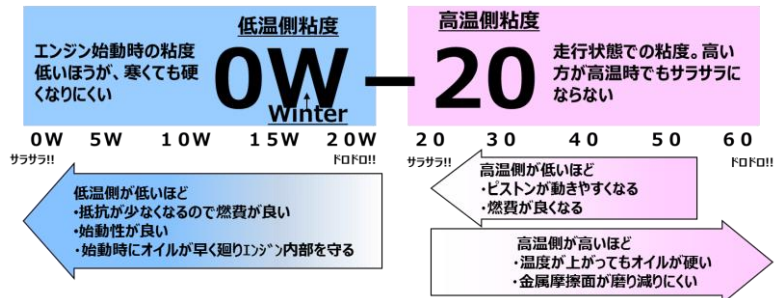 低温側粘度
エンジン始動時の粘度
低いほうが、寒くても硬
くなりにくい
0W－20
Winter
高温側粘度
走行状態での粘度。高い
方が高温時でもサラサラに
ならない
0W 5W 10W 15W 20W
サラサラ!! ドロドロ!!
20 30 40 50 60
サラサラ!! ドロドロ!!
低温側が低いほど
・抵抗が少なくなるので燃費が良い
・始動性が良い
・始動時にオイルが早く廻りエンジン内部を守る
高温側が低いほど
・ピストンが動きやすくなる
・燃費が良くなる
高温側が高いほど
・温度が上がってもオイルが硬い
・金属摩擦面が磨り減りにくい